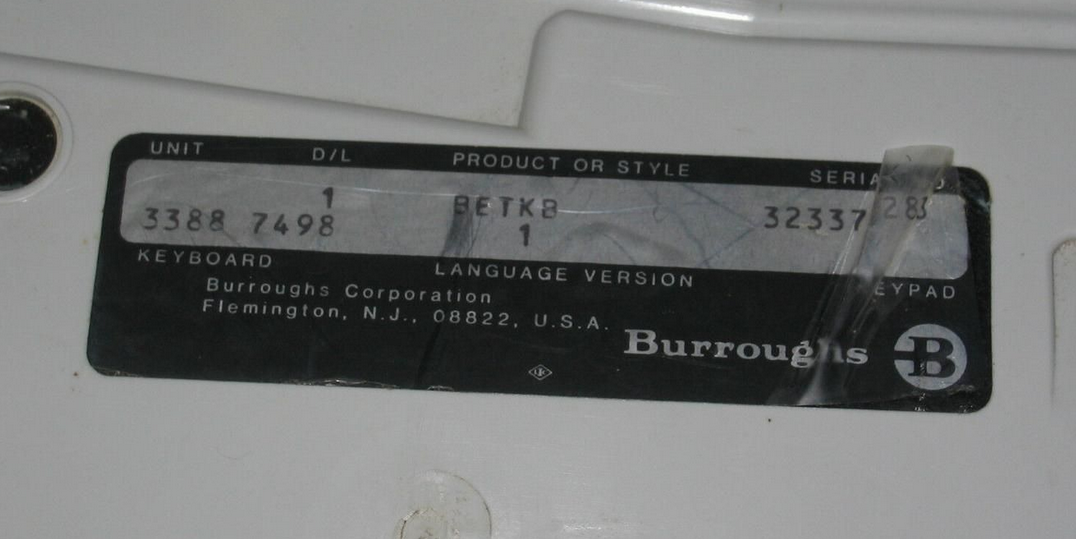 UNIT D/L PRODUCT OR STYLE
1 BETKB 32337
3388 7498 1
KEYBOARD LANGUAGE VERSION
Burroughs Corporation
Flemington, N.J., 08822, U.S.A.
Burroughs B